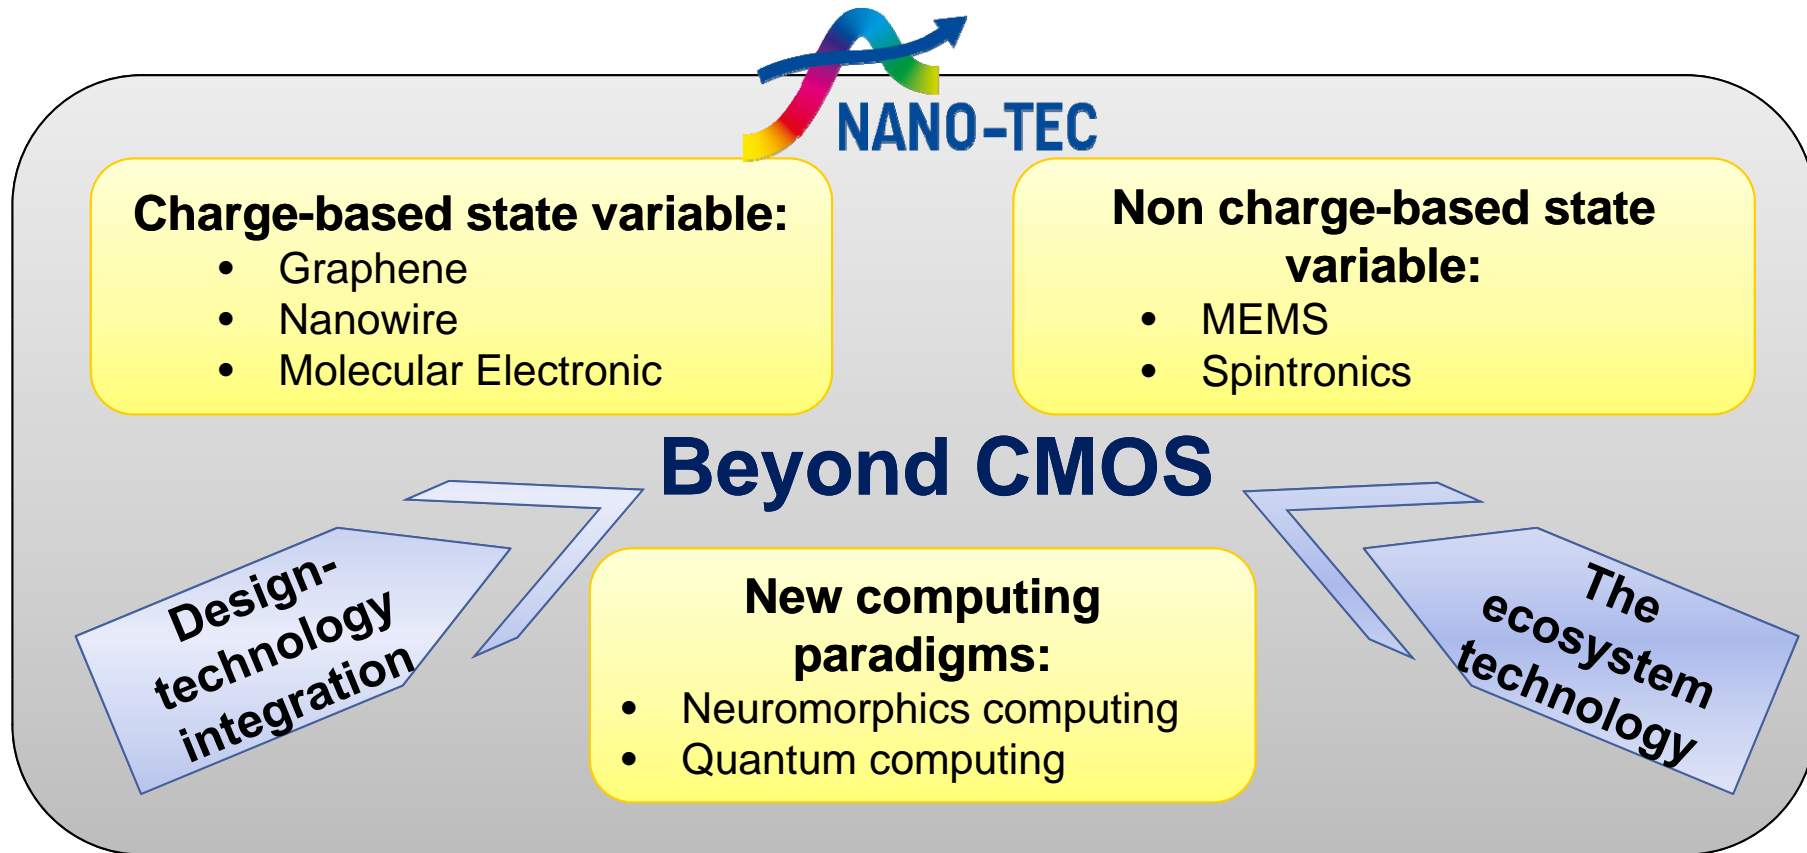 NANO-TEC
Charge-based state variable:
• Graphene
• Nanowire
• Molecular Electronic
Non charge-based state
variable:
• MEMS
• Spintronics
Beyond CMOS
Design-
technology
integration
New computing
paradigms:
• Neuromorphics computing
• Quantum computing
The
ecosystem
technology